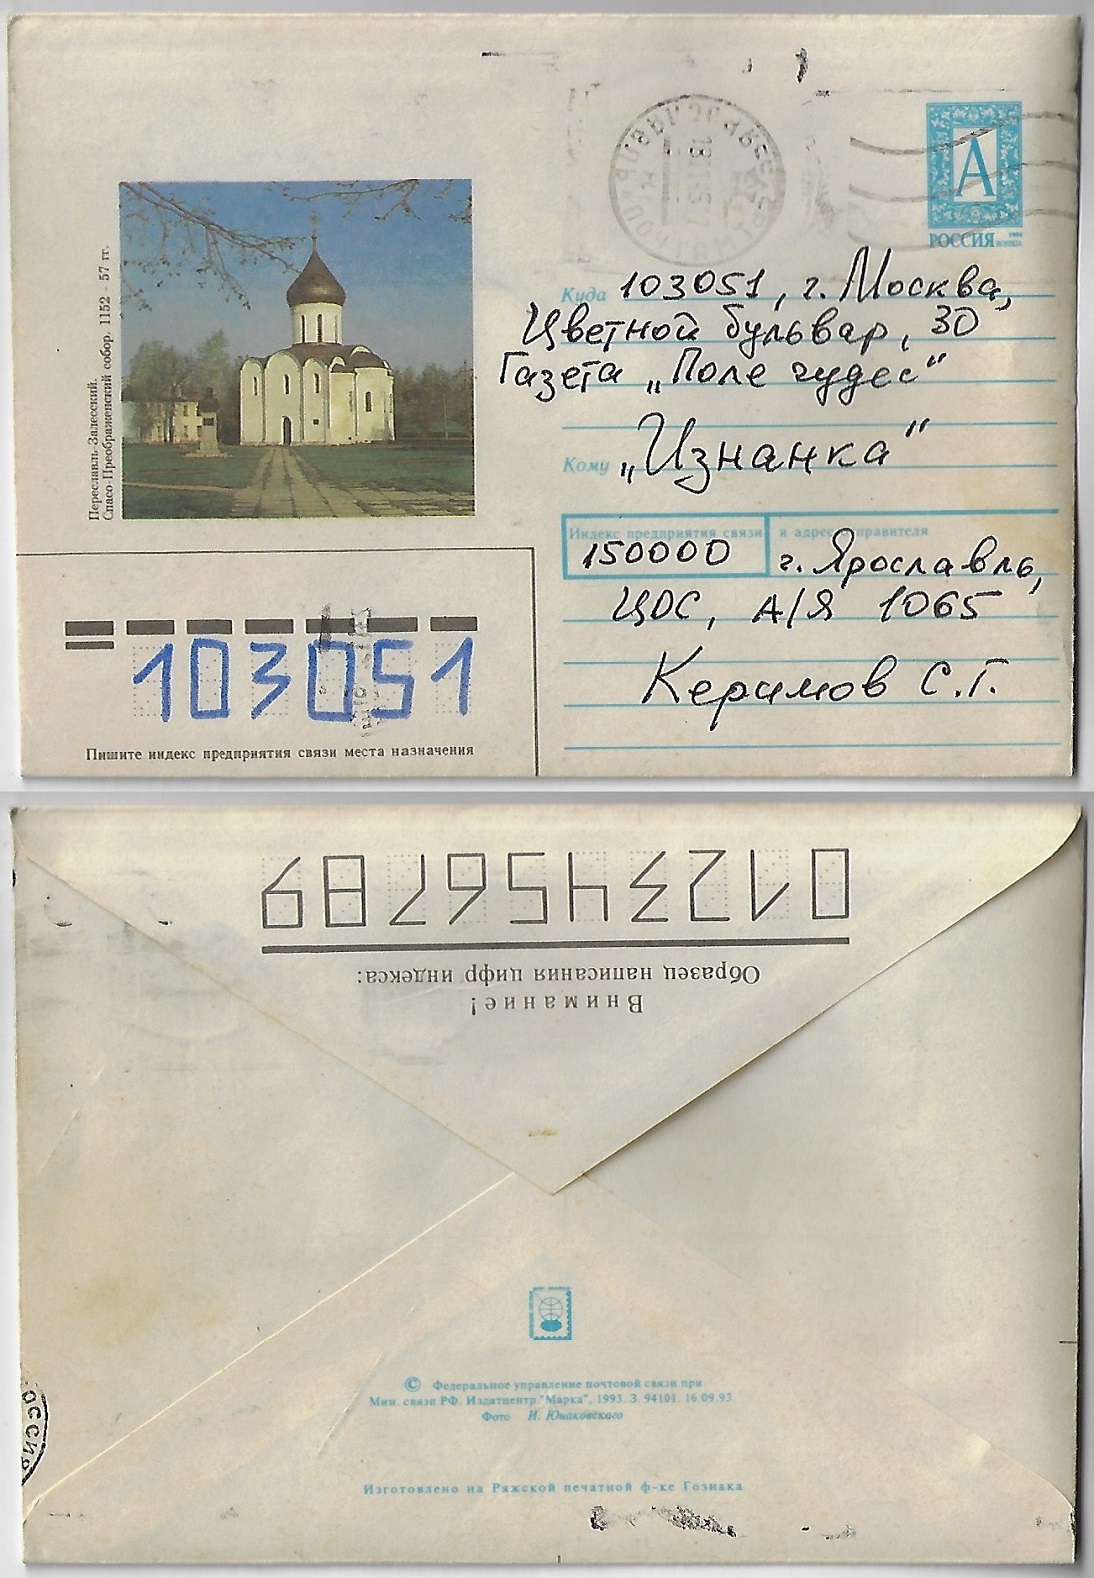 А
РОССИЯ
Переславль-Залесский.
Спасо-Преображенский собор. 1152 - 57 гг.
Куда 103051, г. Москва,
Цветной бульвар, 30
Газета „Поле чудес“
Кому „Изнанка“
Индекс предприятия связи и адрес отправителя
150000 г. Ярославль,
ЦОС, А/Я 1065
Керимов С.Г.
103051
Пишите индекс предприятия связи места назначения
0123456789
Образец написания цифр индекса:
Внимание!
© Федеральное управление почтовой связи при
Мин. связи РФ. Издатцентр "Марка", 1993. З. 94101. 16.09.93.
Фото И. Юнаковского
ОССИЯ
Изготовлено на Ряжской печатной ф-ке Гознака